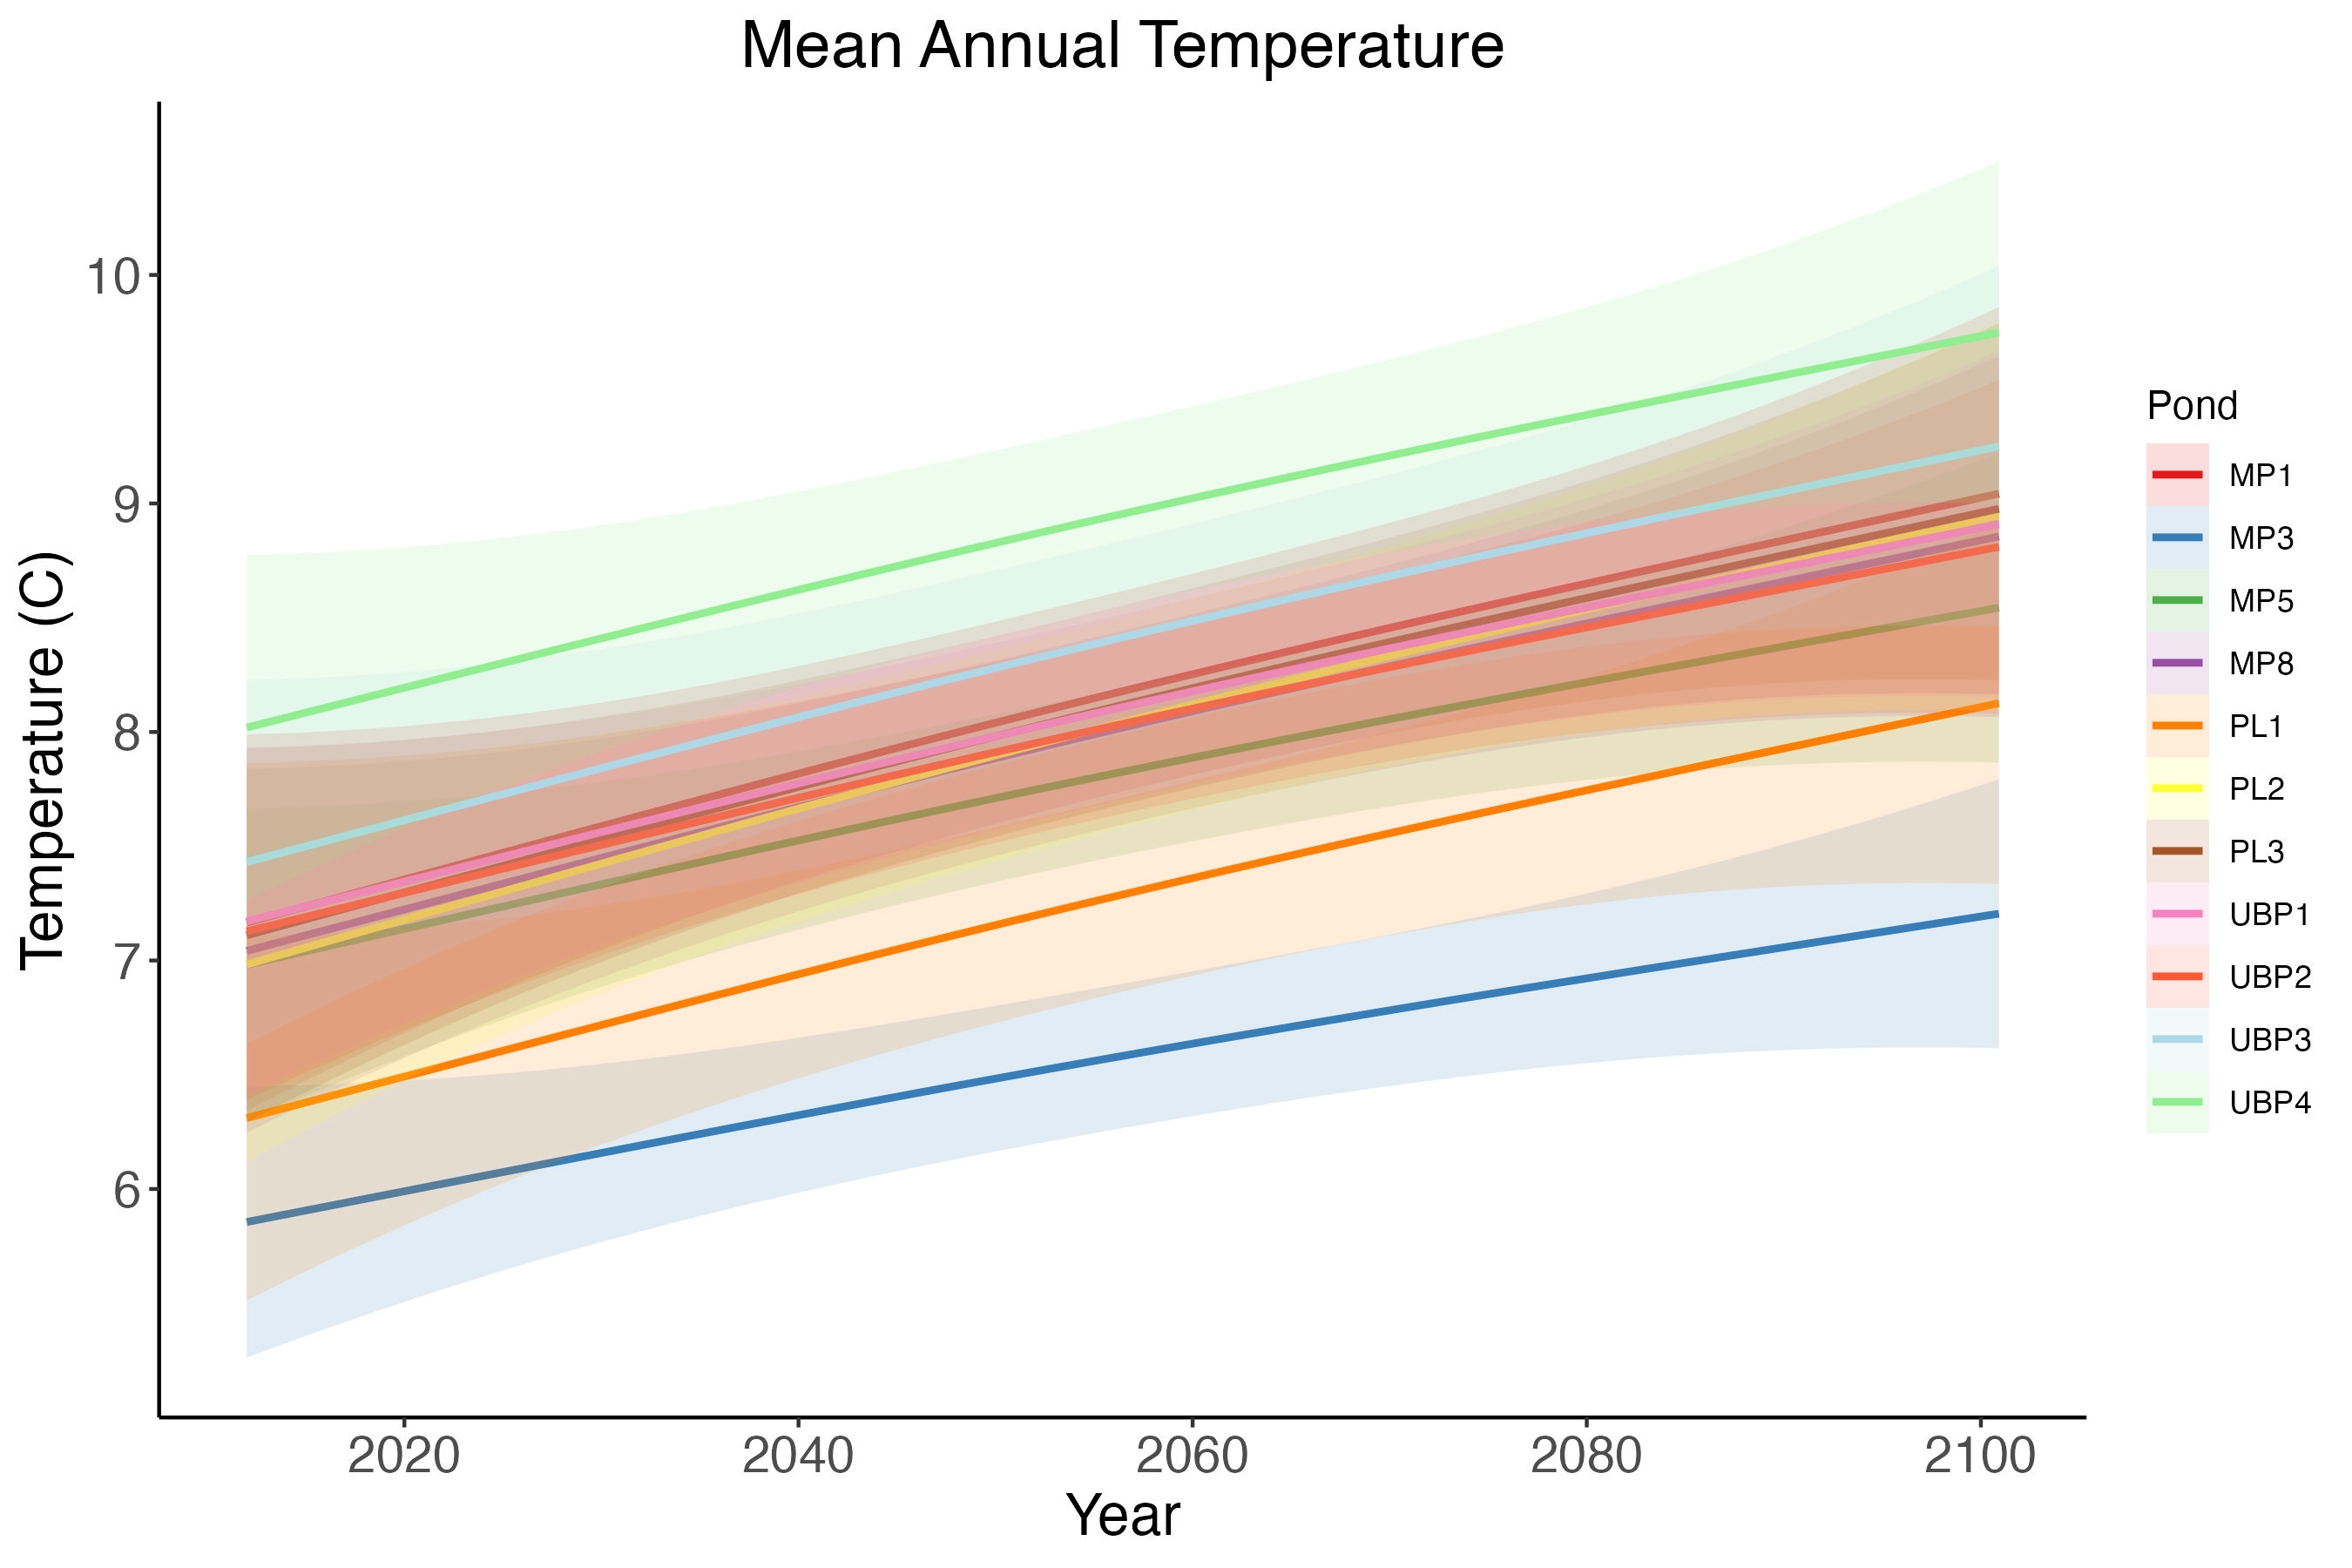 Mean Annual Temperature
Temperature (C)
10
9
8
7
6
2020 2040 2060 2080 2100
Year
Pond
MP1
MP3
MP5
MP8
PL1
PL2
PL3
UBP1
UBP2
UBP3
UBP4